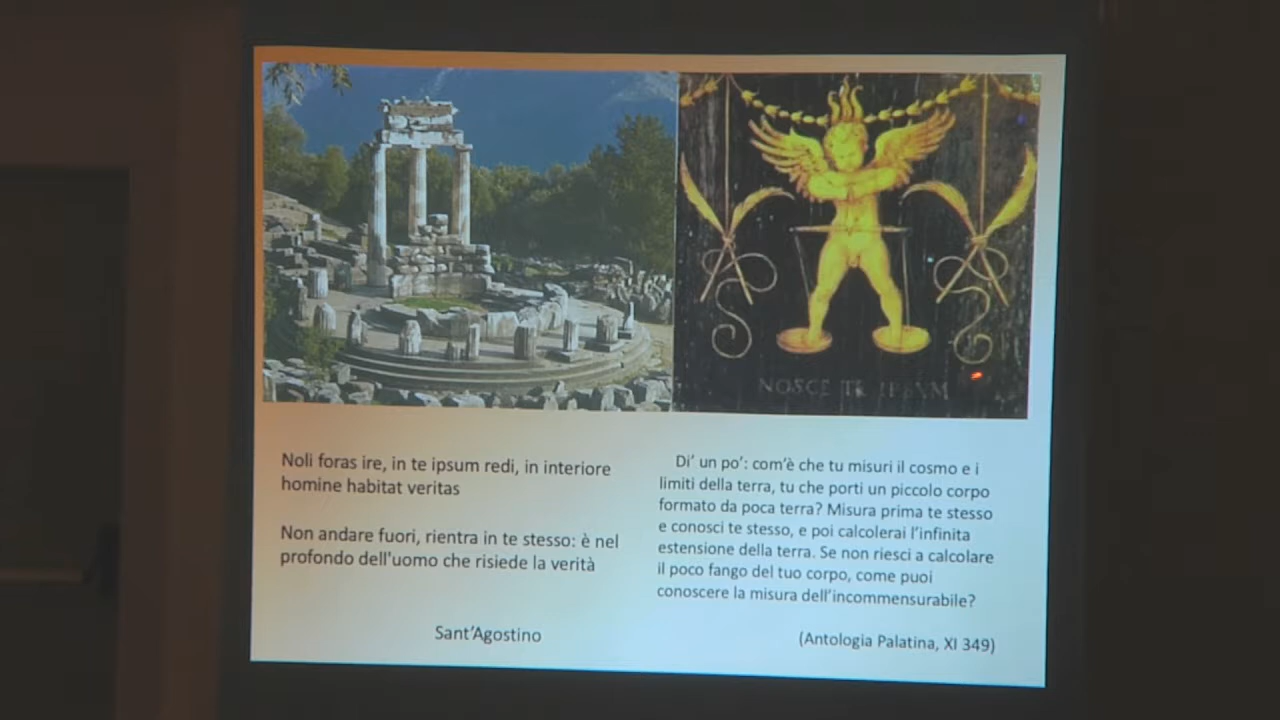 NOSCE TE IPSVM
Noli foras ire, in te ipsum redi, in interiore
homine habitat veritas
Non andare fuori, rientra in te stesso: è nel
profondo dell'uomo che risiede la verità
Sant’Agostino
Di’ un po’: com’è che tu misuri il cosmo e i
limiti della terra, tu che porti un piccolo corpo
formato da poca terra? Misura prima te stesso
e conosci te stesso, e poi calcolerai l’infinita
estensione della terra. Se non riesci a calcolare
il poco fango del tuo corpo, come puoi
conoscere la misura dell’incommensurabile?
(Antologia Palatina, XI 349)